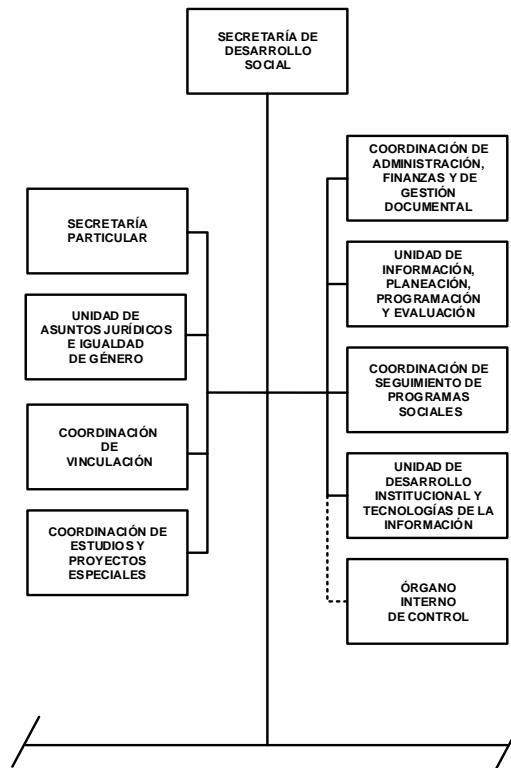 SECRETARÍA DE
DESARROLLO
SOCIAL
SECRETARÍA
PARTICULAR
UNIDAD DE
ASUNTOS JURÍDICOS
E IGUALDAD
DE GÉNERO
COORDINACIÓN
DE
VINCULACIÓN
COORDINACIÓN DE
ESTUDIOS Y
PROYECTOS
ESPECIALES
COORDINACIÓN DE
ADMINISTRACIÓN,
FINANZAS Y DE
GESTIÓN
DOCUMENTAL
UNIDAD DE
INFORMACIÓN,
PLANEACIÓN,
PROGRAMACIÓN
Y EVALUACIÓN
COORDINACIÓN DE
SEGUIMIENTO DE
PROGRAMAS
SOCIALES
UNIDAD DE
DESARROLLO
INSTITUCIONAL Y
TECNOLOGÍAS DE LA
INFORMACIÓN
ÓRGANO
INTERNO
DE CONTROL